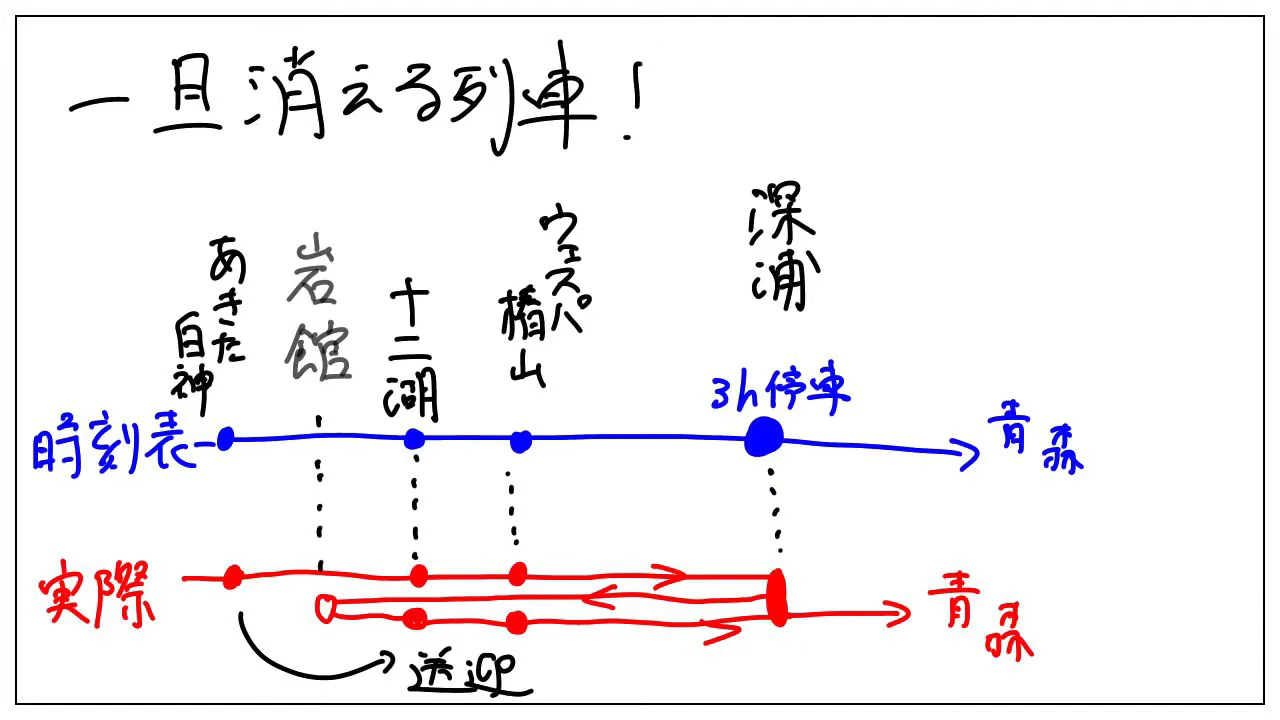 一旦消える列車!
あきた
白神
岩館
十二湖
ウェスパ
椿山
深浦
3h停車
時刻表
青森
実際
青森
送迎